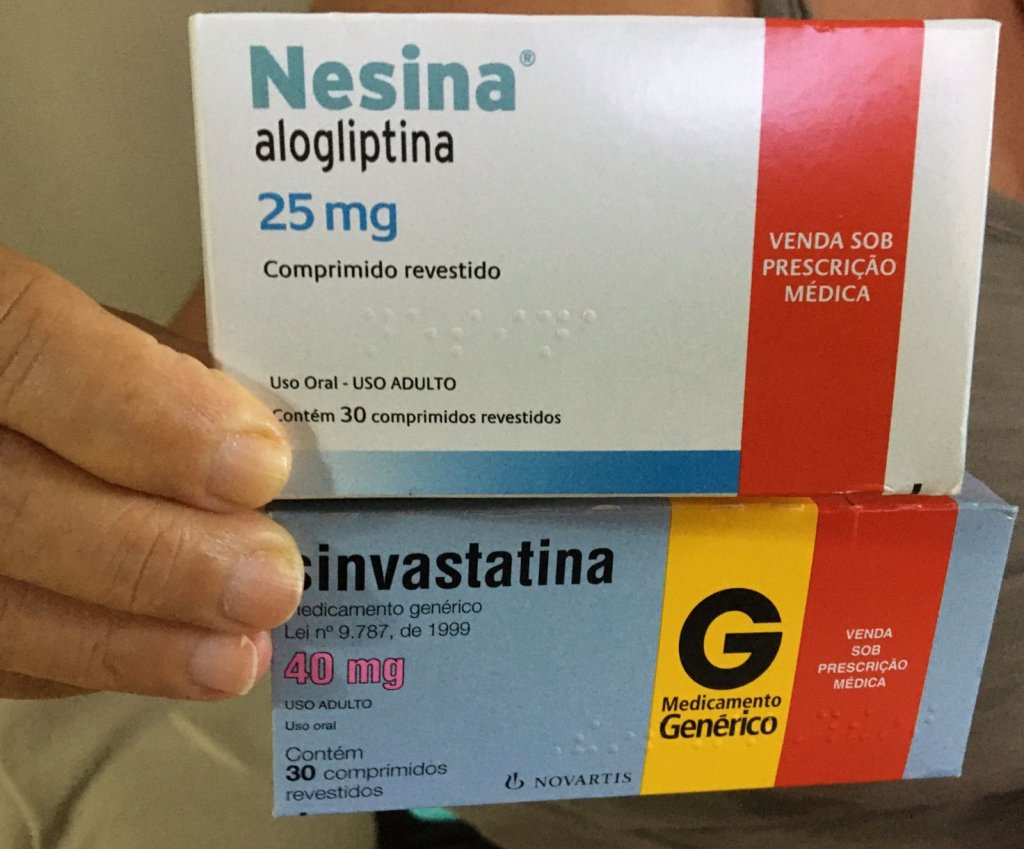 Nesina®
alogliptina
25 mg
Comprimido revestido
Uso Oral - USO ADULTO
Contém 30 comprimidos revestidos
VENDA SOB
PRESCRIÇÃO
MÉDICA
sinvastatina
medicamento genérico
Lei nº 9.787, de 1999
40 mg
USO ADULTO
Uso oral
Contém
30 comprimidos
revestidos
NOVARTIS
G
Medicamento
Genérico
VENDA
SOB
PRESCRIÇÃO
MÉDICA